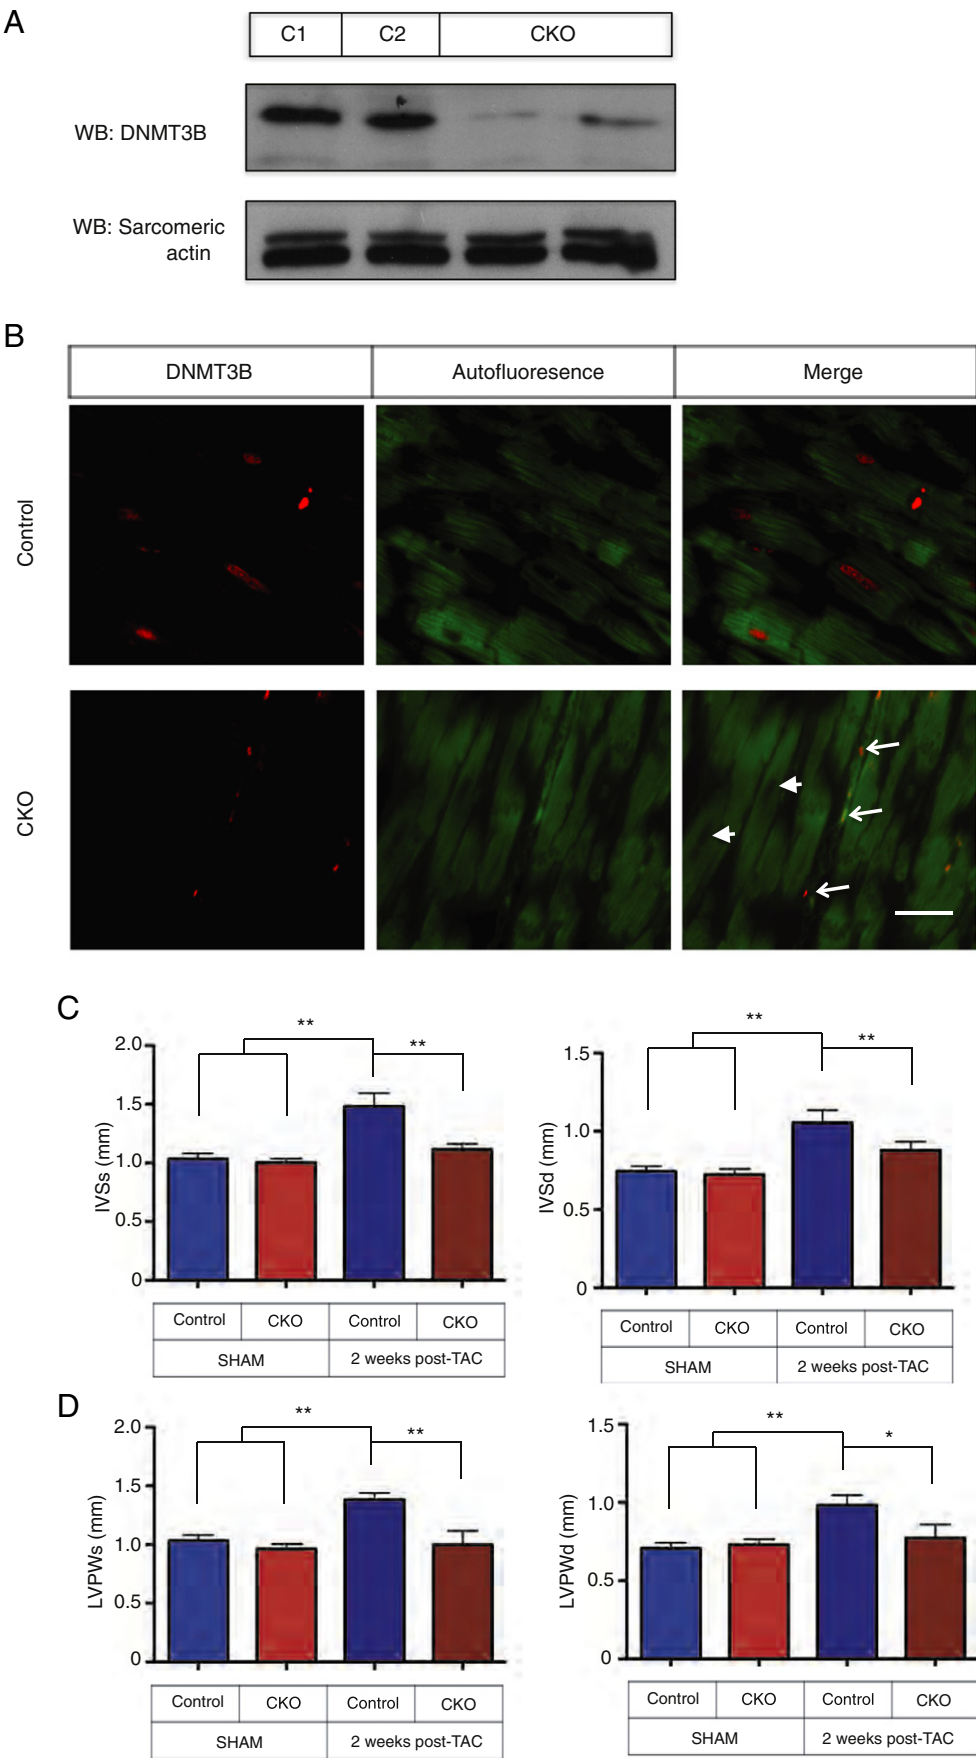 A
C1 C2 CKO
WB: DNMT3B
WB: Sarcomeric
actin
B
DNMT3B Autofluoresence Merge
Control
CKO
C
** **
2.0
1.5
1.0
0.5
0
IVSs (mm)
Control CKO Control CKO
SHAM 2 weeks post-TAC
** **
1.5
1.0
0.5
0
IVSd (mm)
Control CKO Control CKO
SHAM 2 weeks post-TAC
D
** **
2.0
1.5
1.0
0.5
0
LVPWs (mm)
Control CKO Control CKO
SHAM 2 weeks post-TAC
** *
1.5
1.0
0.5
0
LVPWd (mm)
Control CKO Control CKO
SHAM 2 weeks post-TAC